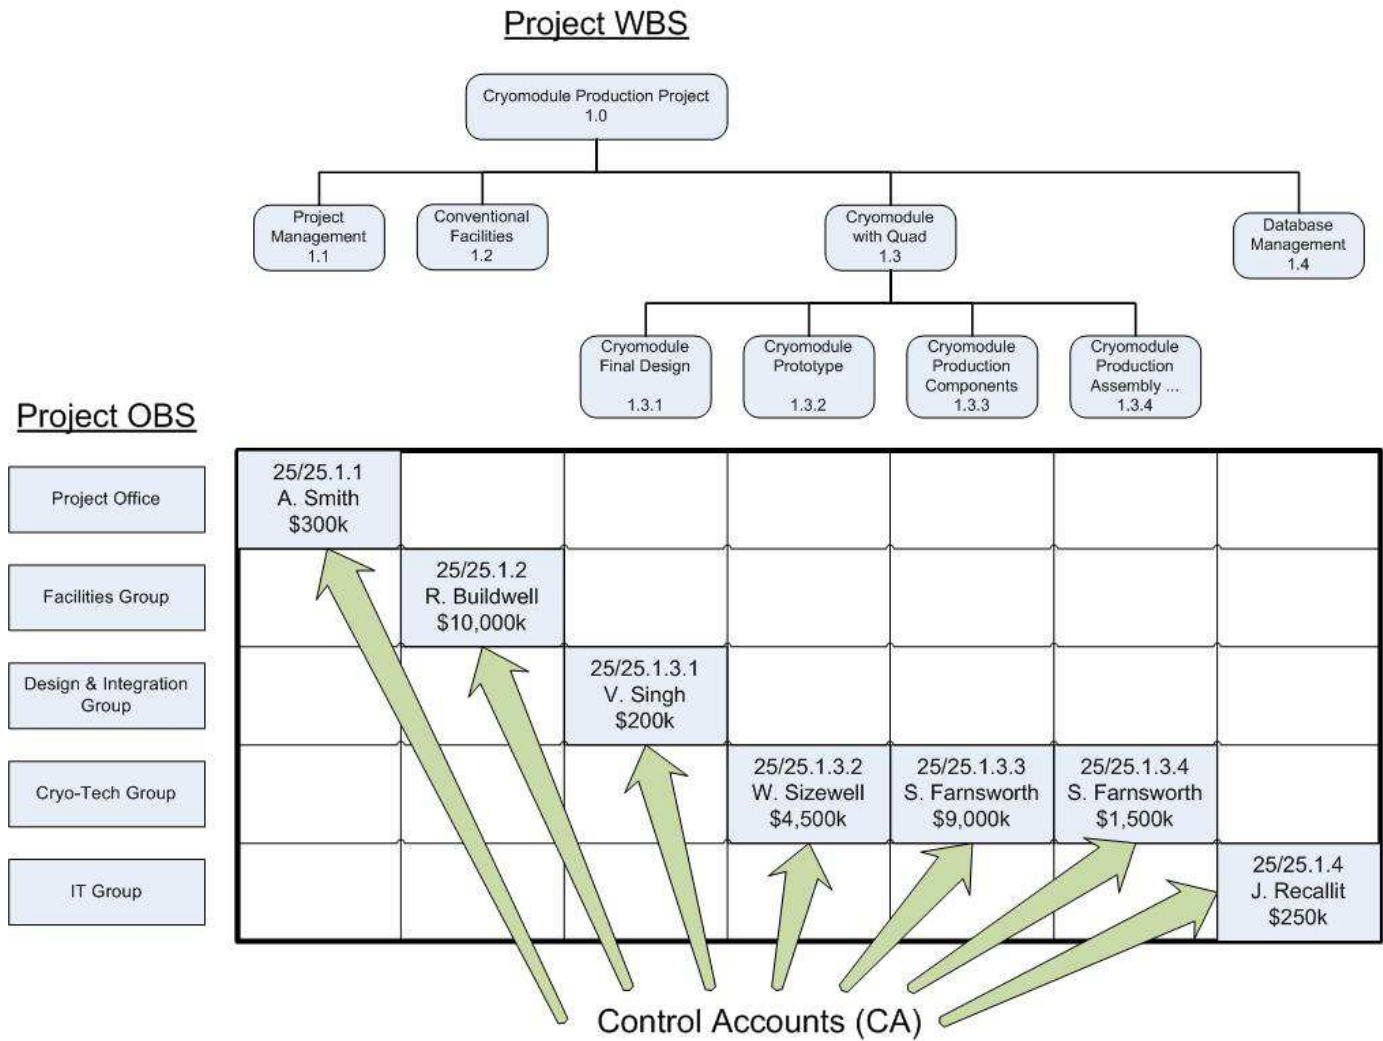 Project WBS
Cryomodule Production Project
1.0
Project
Management
1.1
Conventional
Facilities
1.2
Cryomodule
with Quad
1.3
Database
Management
1.4
Cryomodule
Final Design
1.3.1
Cryomodule
Prototype
1.3.2
Cryomodule
Production
Components
1.3.3
Cryomodule
Production
Assembly ...
1.3.4
Project OBS
Project Office
25/25.1.1
A. Smith
$300k
Facilities Group
25/25.1.2
R. Buildwell
$10,000k
Design & Integration
Group
25/25.1.3.1
V. Singh
$200k
Cryo-Tech Group
25/25.1.3.2
W. Sizewell
$4,500k
25/25.1.3.3
S. Farnsworth
$9,000k
25/25.1.3.4
S. Farnsworth
$1,500k
IT Group
25/25.1.4
J. Recallit
$250k
Control Accounts (CA)